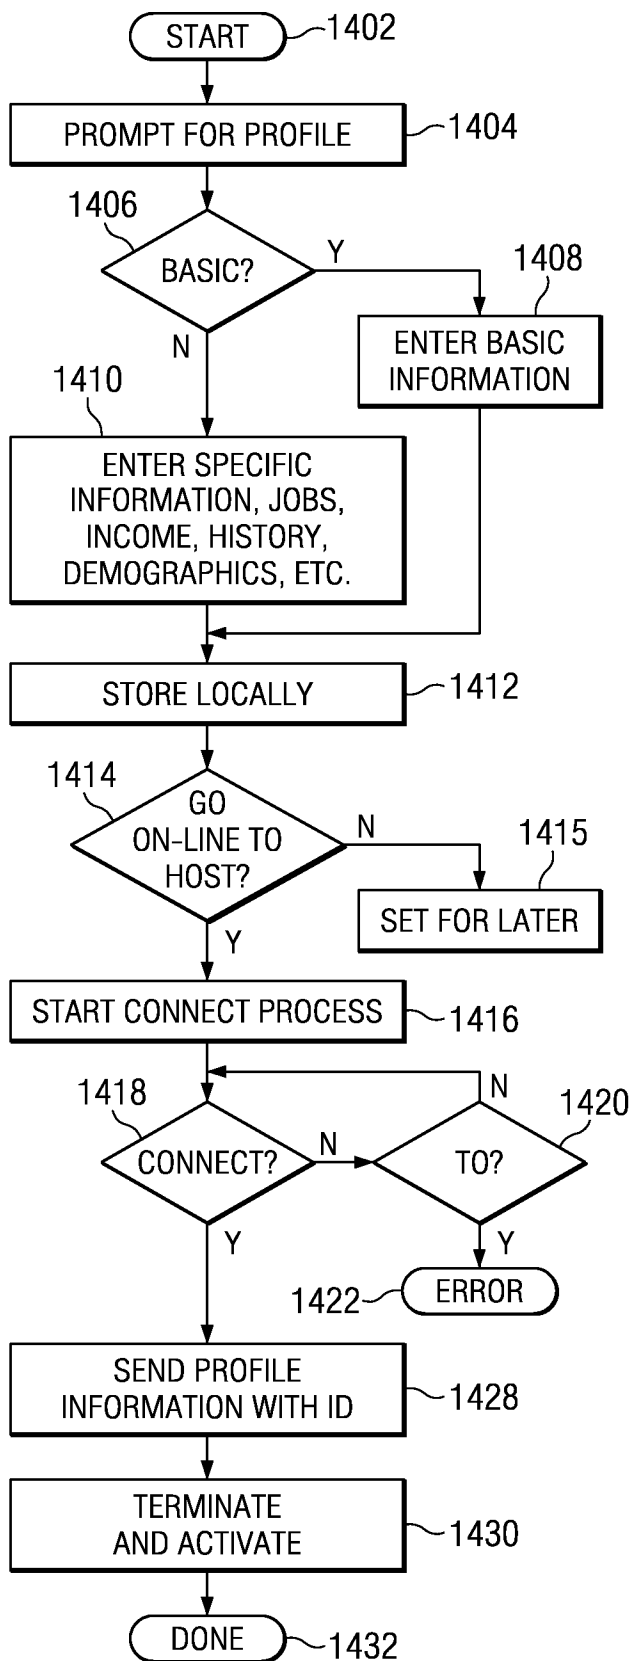 START
1402
PROMPT FOR PROFILE
1404
1406
BASIC?
Y
N
1408
ENTER BASIC
INFORMATION
1410
ENTER SPECIFIC
INFORMATION, JOBS,
INCOME, HISTORY,
DEMOGRAPHICS, ETC.
STORE LOCALLY
1412
1414
GO
ON-LINE TO
HOST?
N
Y
1415
SET FOR LATER
START CONNECT PROCESS
1416
1418
CONNECT?
N
Y
1420
TO?
N
Y
1422
ERROR
SEND PROFILE
INFORMATION WITH ID
1428
TERMINATE
AND ACTIVATE
1430
DONE
1432